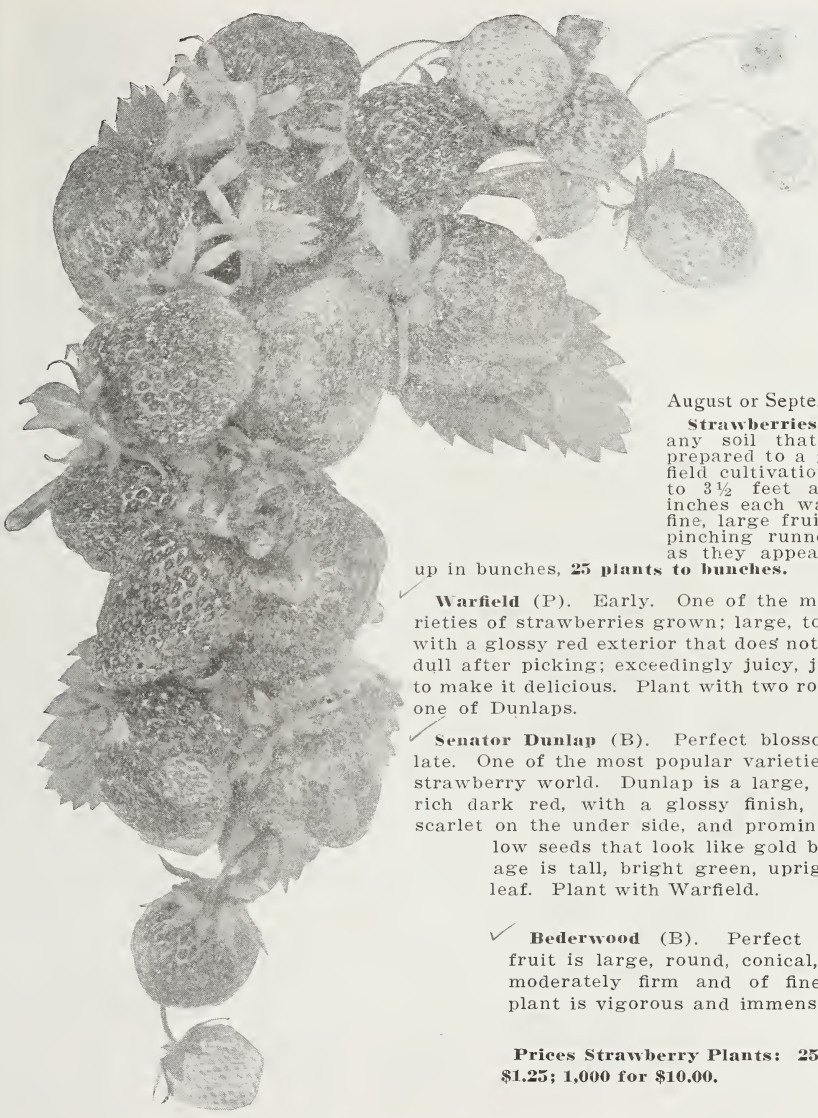 August or Septe
Strawberries
any soil that
prepared to a
field cultivatio
to 3½ feet a
inches each wa
fine, large frui
pinching runne
as they appea
up in bunches, 25 plants to bunches.
Warfield (P). Early. One of the m
rieties of strawberries grown; large, to
with a glossy red exterior that does not
dull after picking; exceedingly juicy, j
to make it delicious. Plant with two ro
one of Dunlaps.
Senator Dunlap (B). Perfect blosso
late. One of the most popular varietie
strawberry world. Dunlap is a large,
rich dark red, with a glossy finish,
scarlet on the under side, and promin
low seeds that look like gold b
age is tall, bright green, uprig
leaf. Plant with Warfield.
Bederwood (B). Perfect
fruit is large, round, conical,
moderately firm and of fine
plant is vigorous and immens
Prices Strawberry Plants: 25
$1.25; 1,000 for $10.00.